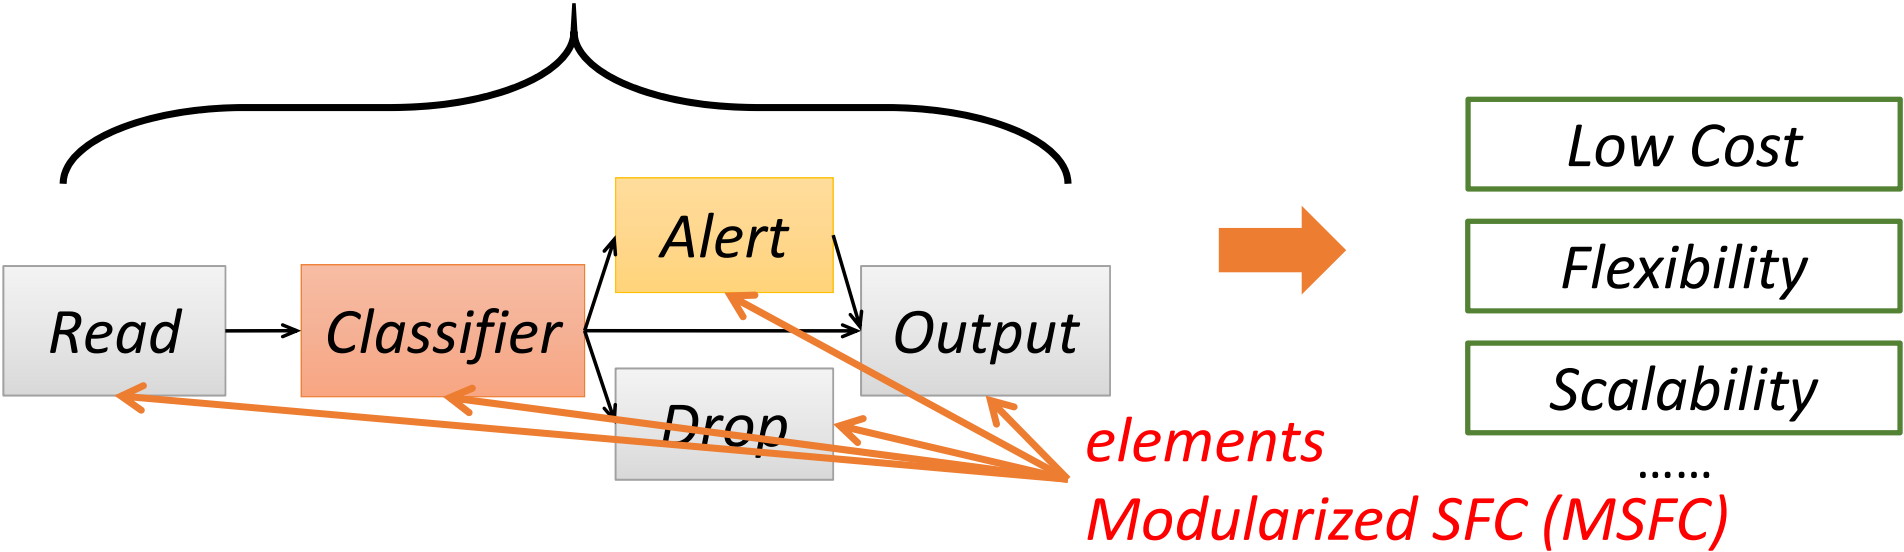 Read
Classifier
Alert
Drop
Output
elements
Modularized SFC (MSFC)
Low Cost
Flexibility
Scalability
......